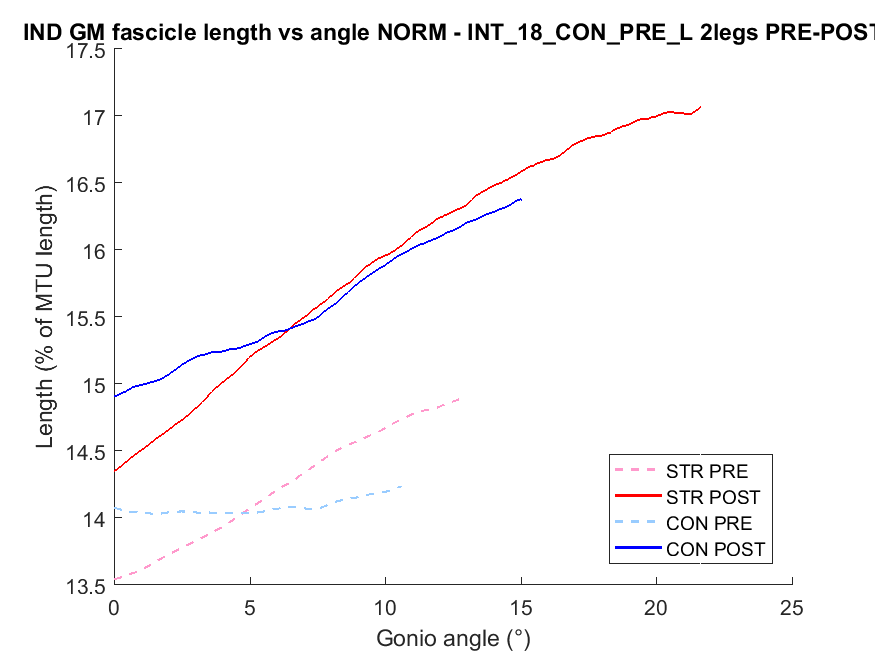 IND GM fascicle length vs angle NORM - INT_18_CON_PRE_L 2legs PRE-POST
17.5
17
16.5
16
15.5
15
14.5
14
13.5
Length (% of MTU length)
STR PRE
STR POST
CON PRE
CON POST
0 5 10 15 20 25
Gonio angle (°)